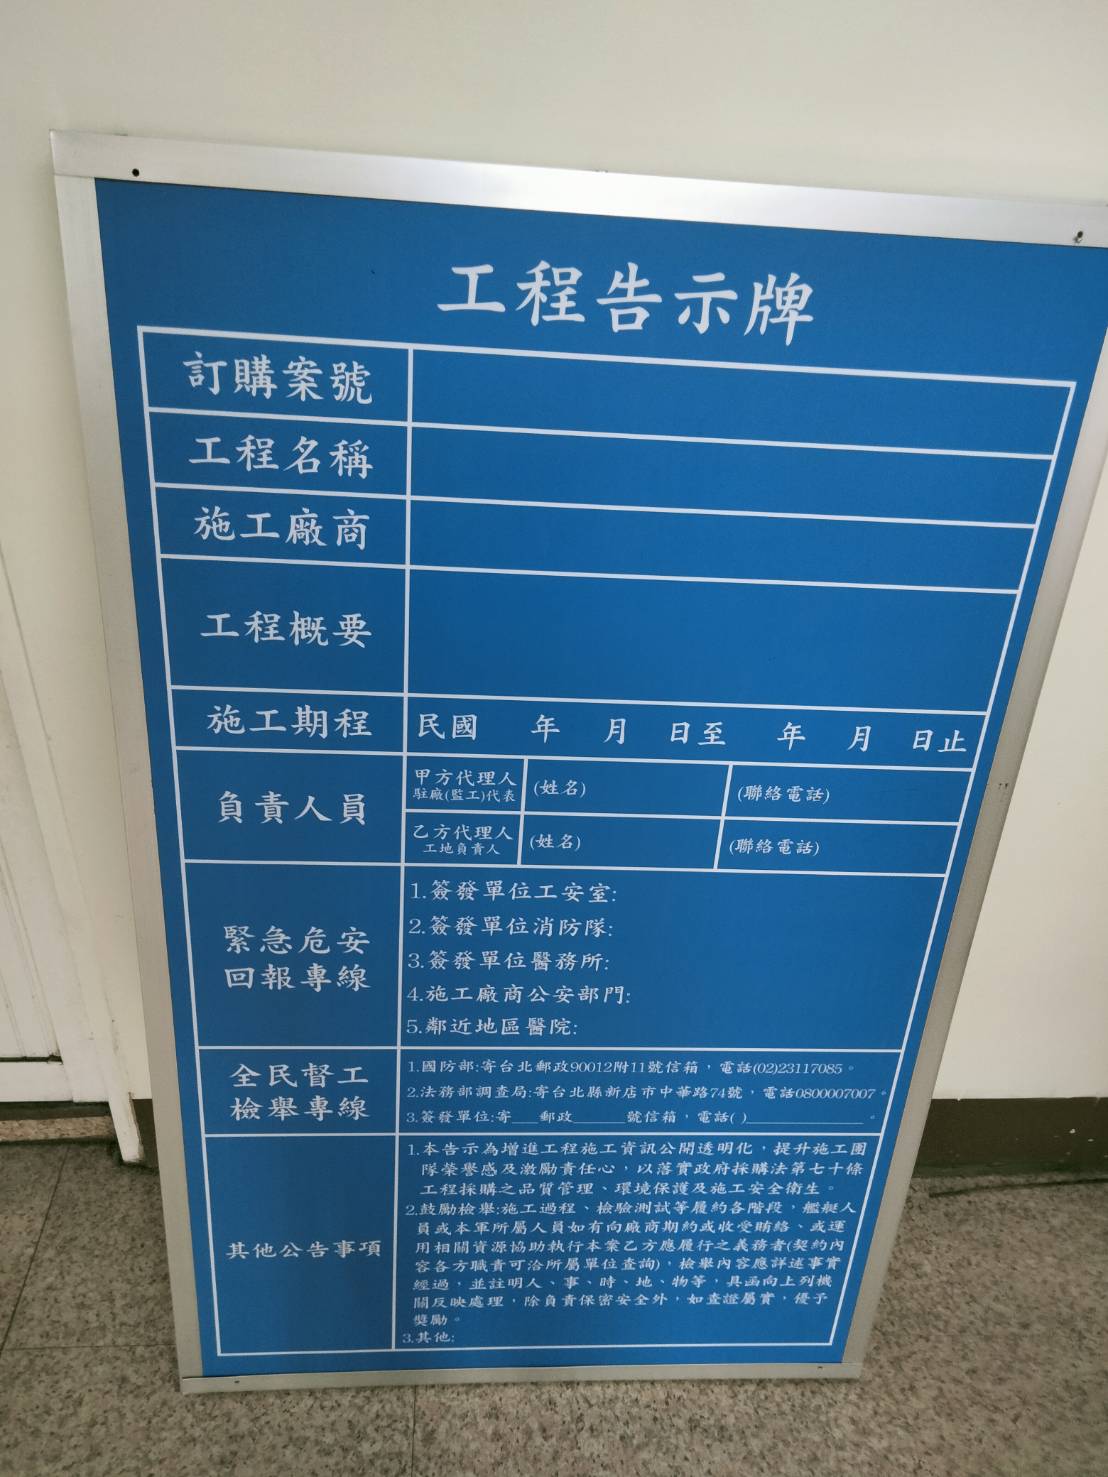 工程告示牌
訂購案號
工程名稱
施工廠商
工程概要
施工期程 民國 年 月 日至 年 月 日止
負責人員
甲方代理人 (姓名) (聯絡電話)
駐廠(監工)代表
乙方代理人 (姓名) (聯絡電話)
工地負責人
緊急危安
回報專線
1.簽發單位工安室:
2.簽發單位消防隊:
3.簽發單位醫務所:
4.施工廠商公安部門:
5.鄰近地區醫院:
全民督工
檢舉專線
1.國防部:寄台北郵政90012附11號信箱，電話(02)23117085。
2.法務部調查局:寄台北縣新店市中華路74號，電話0800007007。
3.簽發單位:寄___郵政______號信箱，電話( )______________。
其他公告事項
1.本告示為增進工程施工資訊公開透明化，提升施工團
隊榮譽感及激勵責任心，以落實政府採購法第七十條
工程採購之品質管理、環境保護及施工安全衛生。
2.鼓勵檢舉:施工過程、檢驗測試等履約各階段，艦艇人
員或本軍所屬人員如有向廠商期約或收受賄絡、或運
用相關資源協助執行本案乙方應履行之義務者(契約內
容各方職責可洽所屬單位查詢)，檢舉內容應詳述事實
經過，並註明人、事、時、地、物等，具函向上列機
關反映處理，除負責保密安全外，如查證屬實，優予
獎勵。
3.其他: